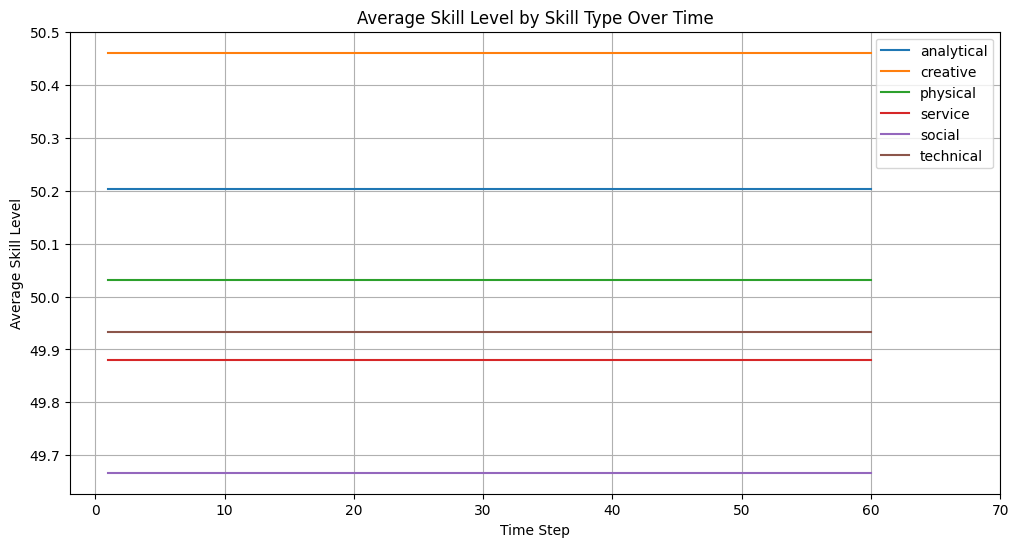 Average Skill Level by Skill Type Over Time
Average Skill Level
50.5
50.4
50.3
50.2
50.1
50.0
49.9
49.8
49.7
analytical
creative
physical
service
social
technical
0 10 20 30 40 50 60 70
Time Step